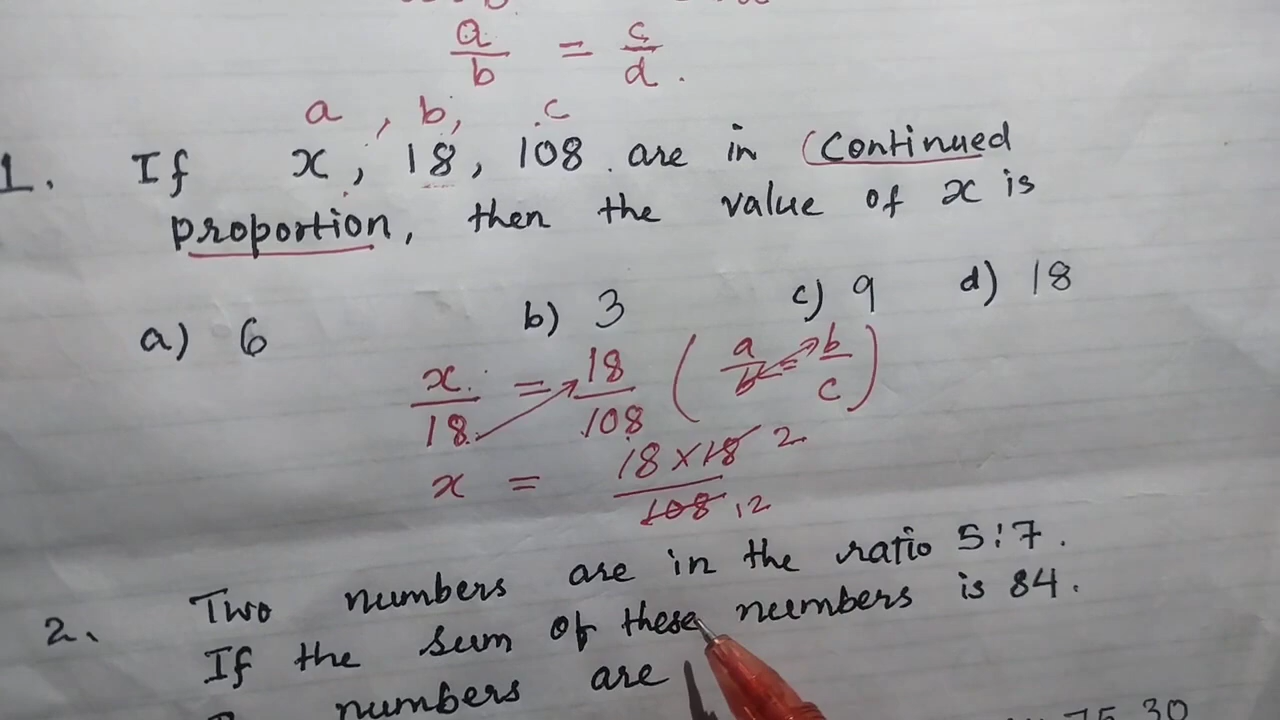 a/b = c/d.
a, b, c
1. If x, 18, 108 are in continued
proportion, then the value of x is
a) 6 b) 3 c) 9 d) 18
x/18 = 18/108 (a/b = b/c)
x = 18×18 2 / 108 12
2. Two numbers are in the ratio 5:7.
If the sum of these numbers is 84.
numbers are
75, 30